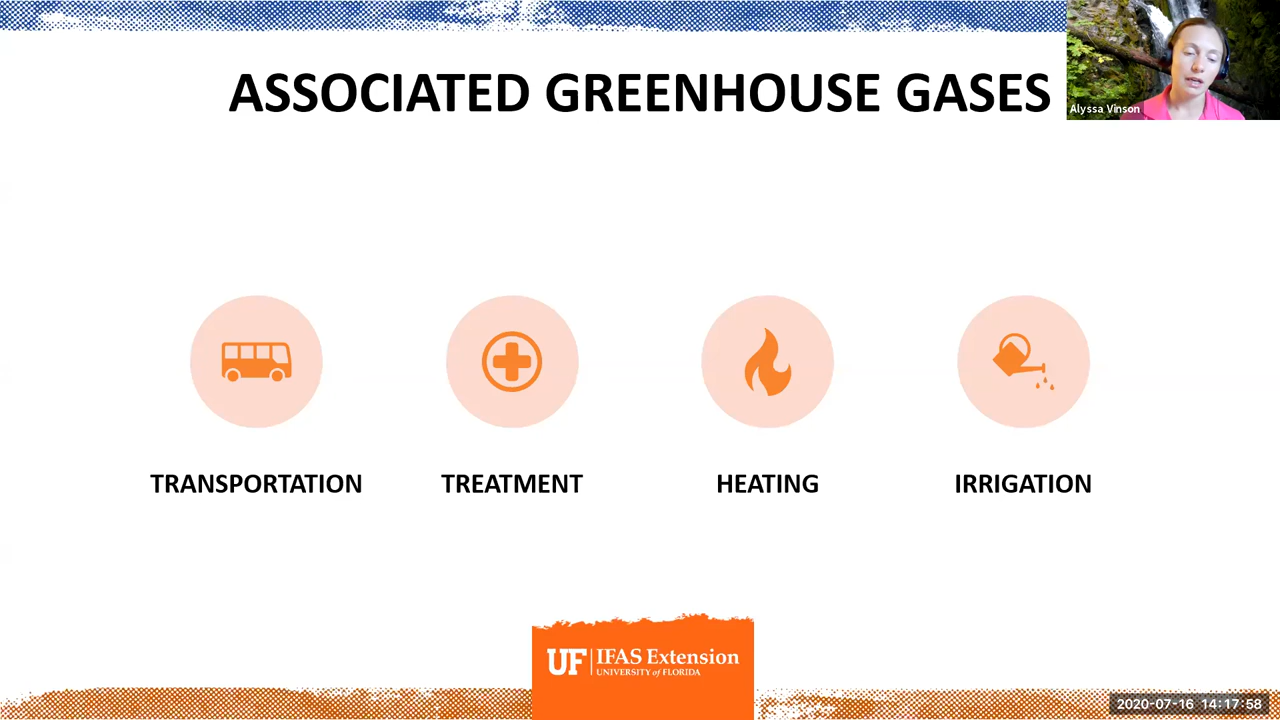 ASSOCIATED GREENHOUSE GASES
Alyssa Vinson
TRANSPORTATION
TREATMENT
HEATING
IRRIGATION
UF IFAS Extension
UNIVERSITY of FLORIDA
2020-07-16 14:17:58